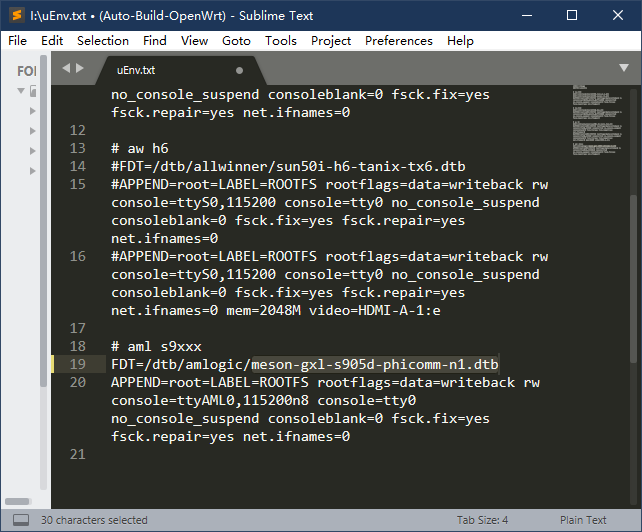 I:\uEnv.txt • (Auto-Build-OpenWrt) - Sublime Text
File Edit Selection Find View Goto Tools Project Preferences Help
FO
uEnv.txt
no_console_suspend consoleblank=0 fsck.fix=yes
fsck.repair=yes net.ifnames=0
12
13 # aw h6
14 #FDT=/dtb/allwinner/sun50i-h6-tanix-tx6.dtb
15 #APPEND=root=LABEL=ROOTFS rootflags=data=writeback rw
console=ttyS0,115200 console=tty0 no_console_suspend
consoleblank=0 fsck.fix=yes fsck.repair=yes
net.ifnames=0
16 #APPEND=root=LABEL=ROOTFS rootflags=data=writeback rw
console=ttyS0,115200 console=tty0 no_console_suspend
consoleblank=0 fsck.fix=yes fsck.repair=yes
net.ifnames=0 mem=2048M video=HDMI-A-1:e
17
18 # aml s9xxx
19 FDT=/dtb/amlogic/meson-gxl-s905d-phicomm-n1.dtb
20 APPEND=root=LABEL=ROOTFS rootflags=data=writeback rw
console=ttyAML0,115200n8 console=tty0
no_console_suspend consoleblank=0 fsck.fix=yes
fsck.repair=yes net.ifnames=0
21
30 characters selected Tab Size: 4 Plain Text